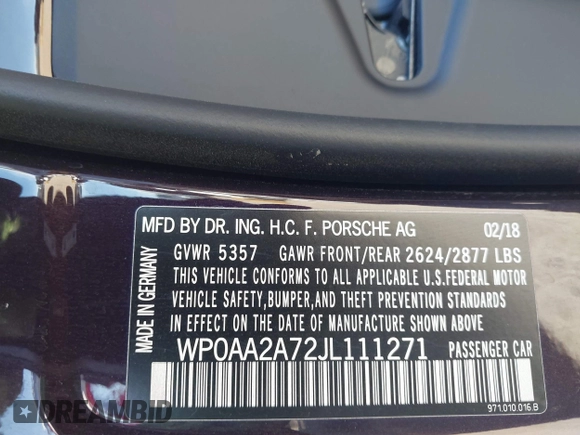 MFD BY DR. ING. H.C. F. PORSCHE AG 02/18
GVWR 5357 GAWR FRONT/REAR 2624/2877 LBS
THIS VEHICLE CONFORMS TO ALL APPLICABLE U.S.FEDERAL MOTOR
VEHICLE SAFETY,BUMPER,AND THEFT PREVENTION STANDARDS
IN EFFECT ON THE DATE OF MANUFACTURE SHOWN ABOVE
WP0AA2A72JL111271 PASSENGER CAR
MADE IN GERMANY
971.010.016.B
DREAMBID